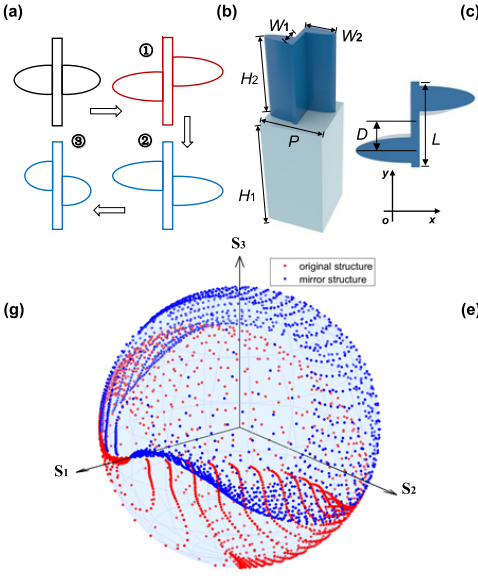 (a)
(b)
(c)
①
W1
W2
H2
P
H1
③
②
D
L
y
o
x
S3
original structure
mirror structure
(g)
(e)
S1
S2